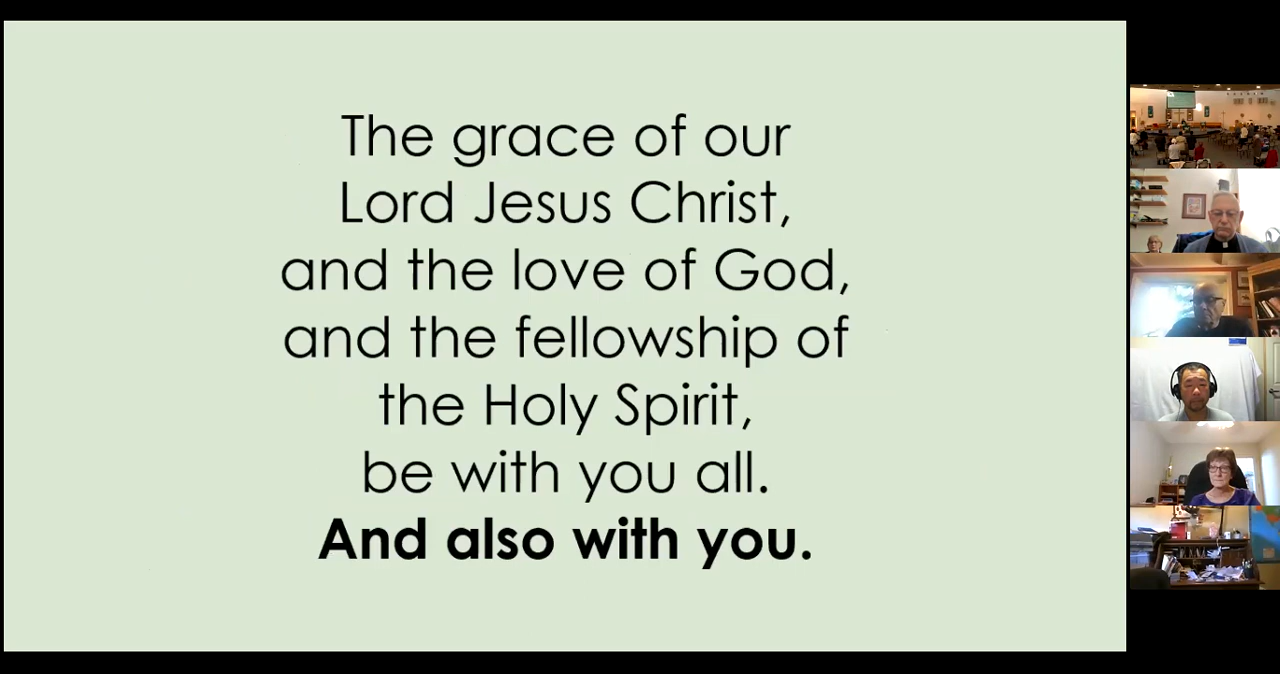 The grace of our
Lord Jesus Christ,
and the love of God,
and the fellowship of
the Holy Spirit,
be with you all.
And also with you.